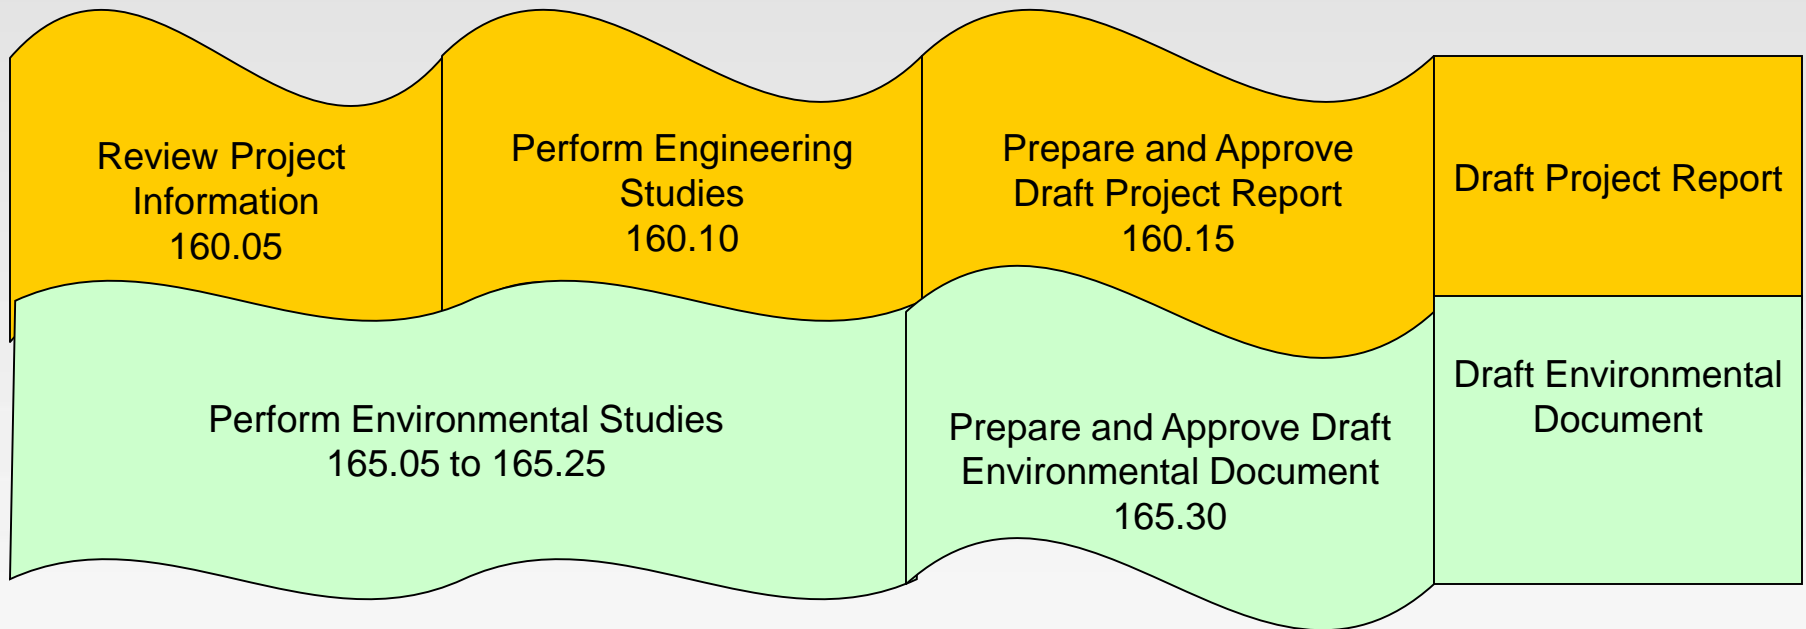 Review Project
Information
160.05
Perform Engineering
Studies
160.10
Prepare and Approve
Draft Project Report
160.15
Draft Project Report
Perform Environmental Studies
165.05 to 165.25
Prepare and Approve Draft
Environmental Document
165.30
Draft Environmental
Document